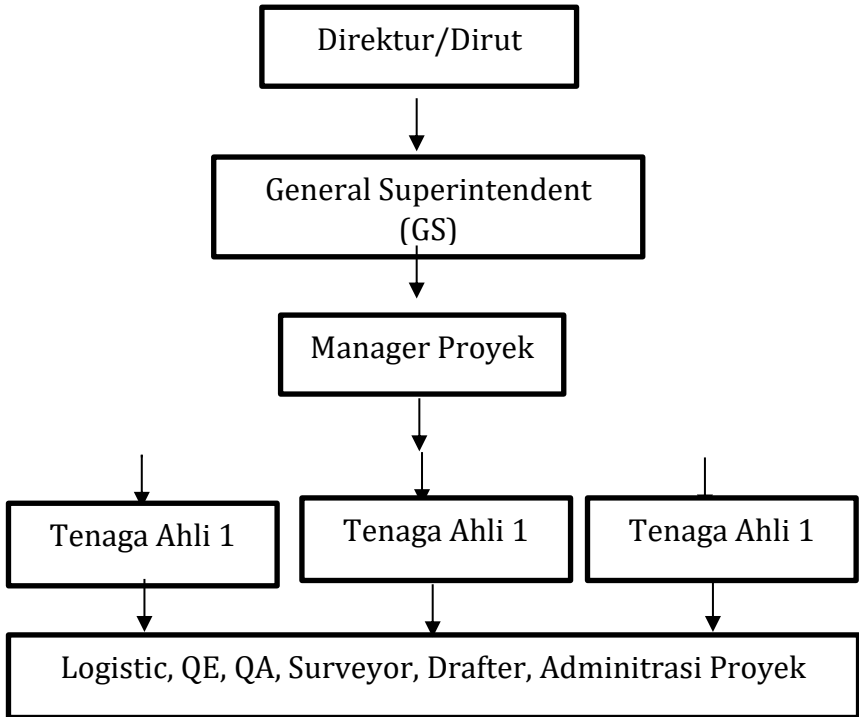 Direktur/Dirut
General Superintendent
(GS)
Manager Proyek
Tenaga Ahli 1
Tenaga Ahli 1
Tenaga Ahli 1
Logistic, QE, QA, Surveyor, Drafter, Adminitrasi Proyek